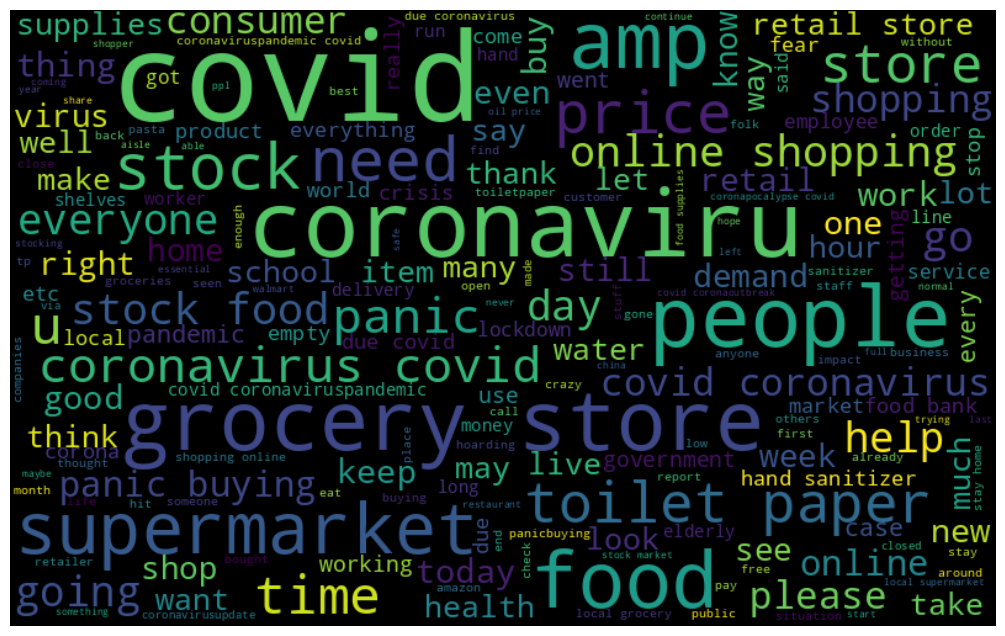 supplies
consumer
due coronavirus
continue
retail store
shopper
coronaviruspandemic covid
run
come
buy
amp
know
fear
without
thing
got
covid
really
hand
way
said
store
coming
year
ppl
best
even
went
oil price
shopping
share
virus
price
folk
employee
order
well
back
pasta
product
everything
say
find
online shopping
stop
aisle
able
stock
need
close
make
world
crisis
thank
toiletpaper
let
retail
work
lot
shelves
worker
customer
coronapocalypse covid
everyone
enough
coronaviru
food supplies
hope
one
line
go
stocking
home
safe
left
hour
tp
right
essential
school
item
many
made
still
demand
sanitizer
getting
service
groceries
seen
walmart
open
stuff
staff
normal
etc
via
stock food
delivery
panic
never
day
gone
covid coronaoutbreak
people
every
u
local
pandemic
empty
due covid
lockdown
anyone
impact
full
business
companies
coronavirus covid
water
china
good
covid coronaviruspandemic
use
crazy
covid coronavirus
call
money
market
food bank
grocery store
others
trying
last
think
corona
place
hoarding
low
first
already
help
much
maybe
thought
shopping online
keep
may
live
government
week
stay home
month
panic buying
life
hit
someone
eat
buying
long
restaurant
report
hand sanitizer
supermarket
due
toilet paper
case
new
panicbuying
look
elderly
retailer
bought
end
stock market
see
closed
stay
shop
working
today
check
food
online
around
going
want
time
amazon
pay
free
local supermarket
something
coronavirusupdate
health
local grocery
public
please
situation
start
take